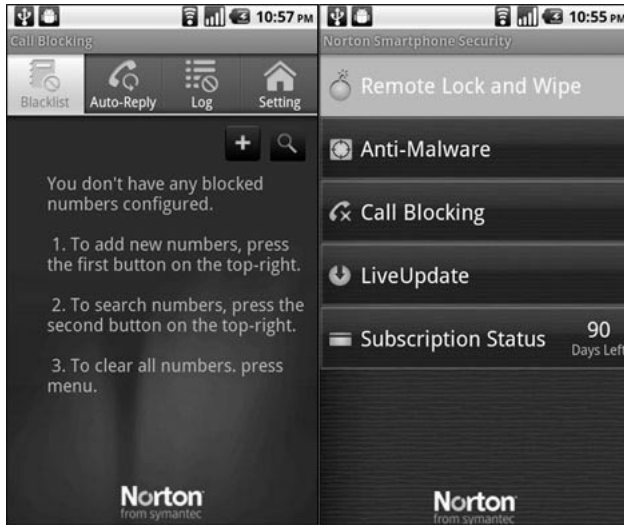 10:57 PM
Call Blocking
Blacklist
Auto-Reply
Log
Setting
You don't have any blocked
numbers configured.
1. To add new numbers, press
the first button on the top-right.
2. To search numbers, press the
second button on the top-right.
3. To clear all numbers. press
menu.
Norton
from symantec
10:55 PM
Norton Smartphone Security
Remote Lock and Wipe
Anti-Malware
Call Blocking
LiveUpdate
Subscription Status
90
Days Left
Norton
from symantec